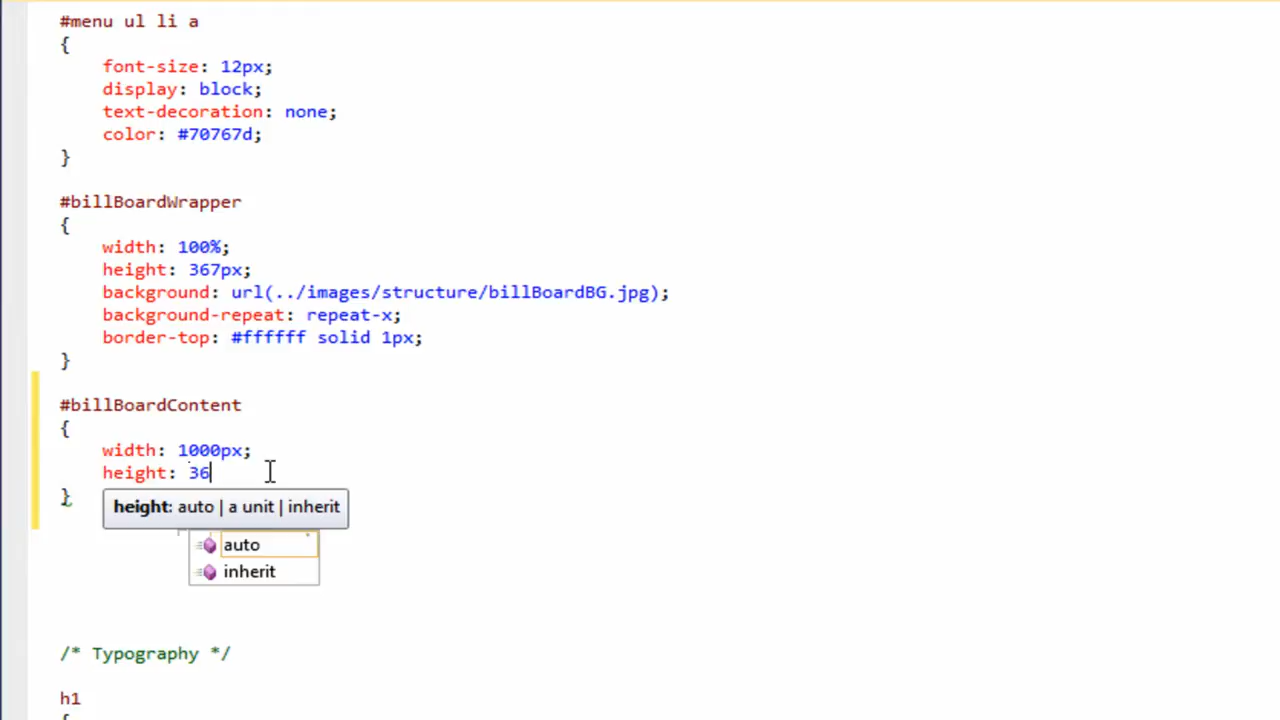 #menu ul li a
{
font-size: 12px;
display: block;
text-decoration: none;
color: #70767d;
}
#billBoardWrapper
{
width: 100%;
height: 367px;
background: url(../images/structure/billBoardBG.jpg);
background-repeat: repeat-x;
border-top: #ffffff solid 1px;
}
#billBoardContent
{
width: 1000px;
height: 36
}
height: auto | a unit | inherit
auto
inherit
/* Typography */
h1
{